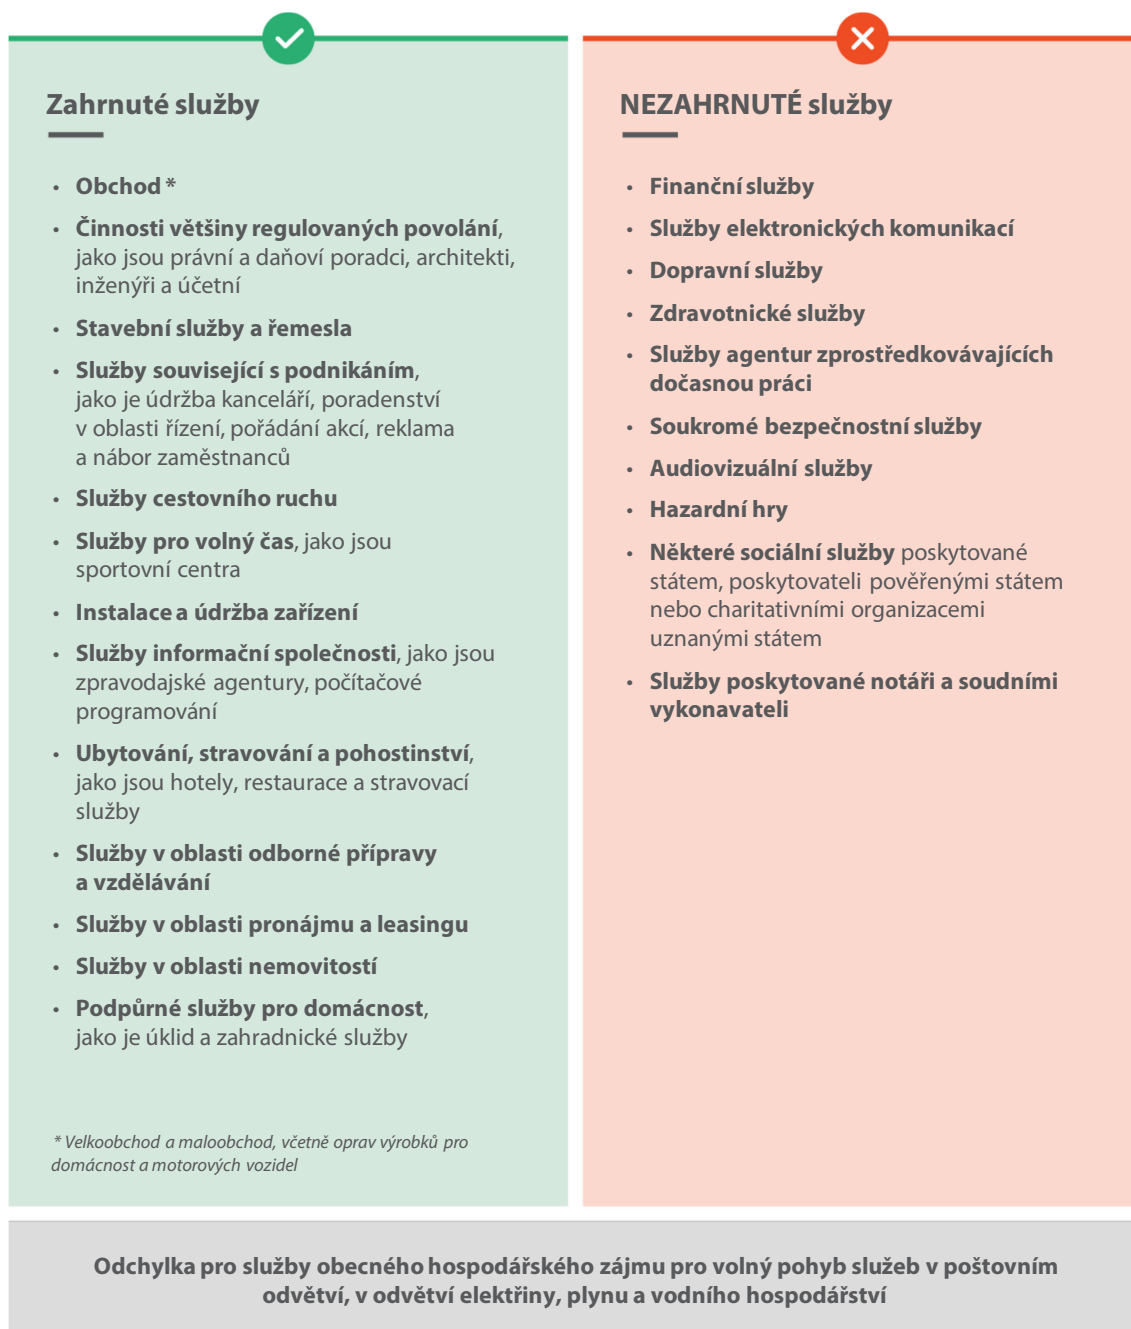 Zahrnuté služby
• Obchod *
• Činnosti většiny regulovaných povolání,
jako jsou právní a daňoví poradci, architekti,
inženýři a účetní
• Stavební služby a řemesla
• Služby související s podnikáním,
jako je údržba kanceláří, poradenství
v oblasti řízení, pořádání akcí, reklama
a nábor zaměstnanců
• Služby cestovního ruchu
• Služby pro volný čas, jako jsou
sportovní centra
• Instalace a údržba zařízení
• Služby informační společnosti, jako jsou
zpravodajské agentury, počítačové
programování
• Ubytování, stravování a pohostinství,
jako jsou hotely, restaurace a stravovací
služby
• Služby v oblasti odborné přípravy
a vzdělávání
• Služby v oblasti pronájmu a leasingu
• Služby v oblasti nemovitostí
• Podpůrné služby pro domácnost,
jako je úklid a zahradnické služby
* Velkoobchod a maloobchod, včetně oprav výrobků pro
domácnost a motorových vozidel
NEZAHRNUTÉ služby
• Finanční služby
• Služby elektronických komunikací
• Dopravní služby
• Zdravotnické služby
• Služby agentur zprostředkovávajících
dočasnou práci
• Soukromé bezpečnostní služby
• Audiovizuální služby
• Hazardní hry
• Některé sociální služby poskytované
státem, poskytovateli pověřenými státem
nebo charitativními organizacemi
uznanými státem
• Služby poskytované notáři a soudními
vykonavateli
Odchylka pro služby obecného hospodářského zájmu pro volný pohyb služeb v poštovním
odvětví, v odvětví elektřiny, plynu a vodního hospodářství